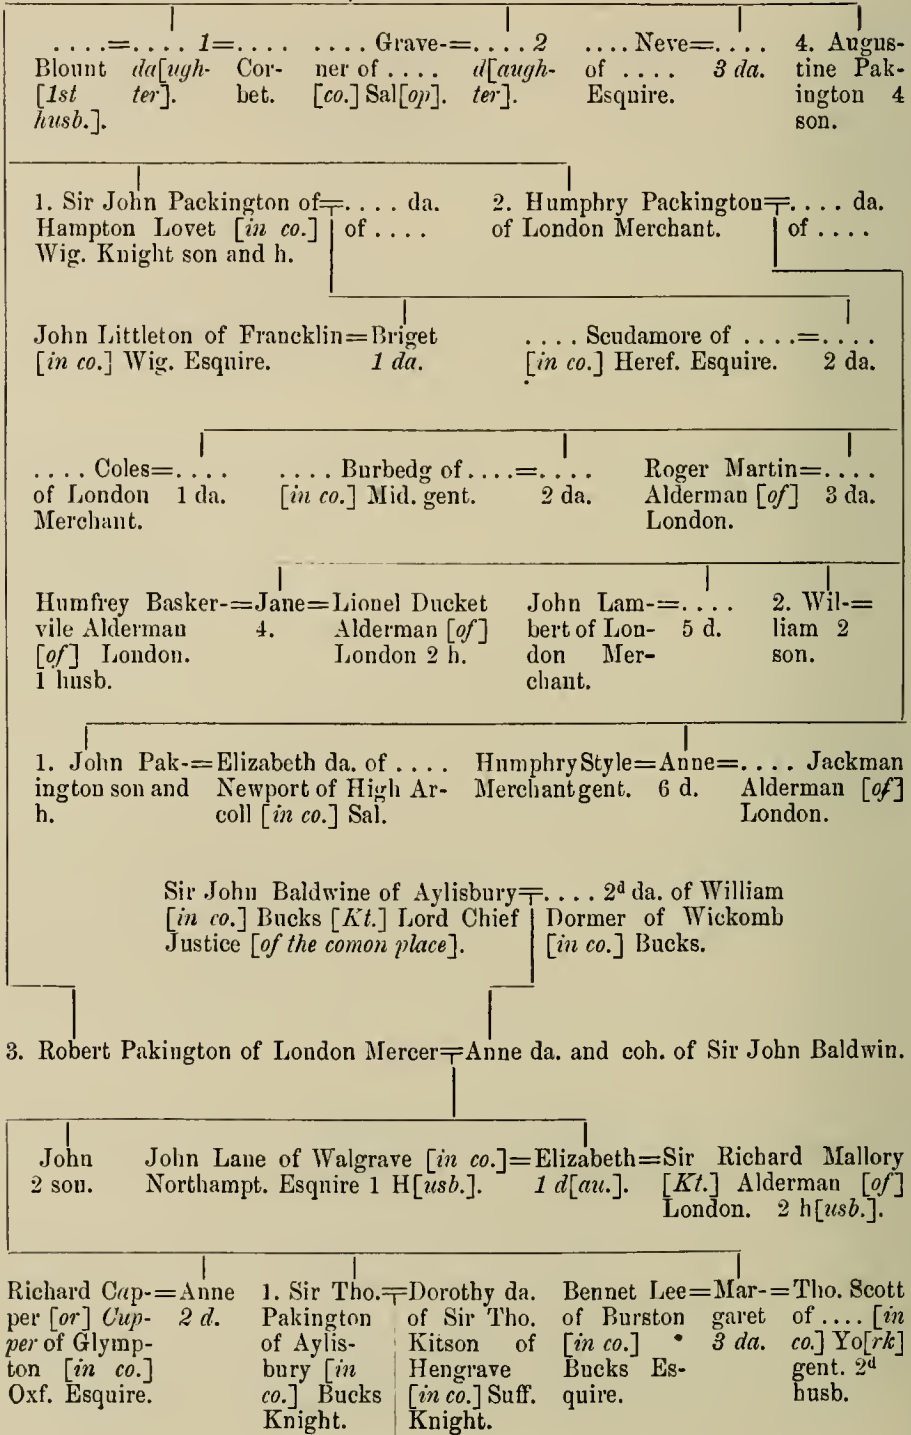 . . . .=. . . . 1=. . . . . . . . Grave-=. . . . 2 . . . . Neve=. . . . 4. Augus-
Blount da[ugh- Cor- ner of . . . . d[augh- of . . . . 3 da. tine Pak-
[1st ter]. bet. [co.] Sal[op]. ter]. Esquire. ington 4
husb.]. son.
1. Sir John Packington of=. . . . da. 2. Humphry Packington=. . . . da.
Hampton Lovet [in co.] of . . . . of London Merchant. of . . . .
Wig. Knight son and h.
John Littleton of Francklin=Briget . . . . Scudamore of . . . .=. . . .
[in co.] Wig. Esquire. 1 da. [in co.] Heref. Esquire. 2 da.
. . . . Coles=. . . . . . . . Burbedg of . . . .=. . . . Roger Martin=. . . .
of London 1 da. [in co.] Mid. gent. 2 da. Alderman [of] 3 da.
Merchant. London.
Humfrey Basker-=Jane=Lionel Ducket John Lam-=. . . . 2. Wil-=
vile Alderman 4. Alderman [of] bert of Lon- 5 d. liam 2
[of] London. London 2 h. don Mer- son.
1 husb. chant.
1. John Pak-=Elizabeth da. of . . . . Humphry Style=Anne=. . . . Jackman
ington son and Newport of High Ar- Merchant gent. 6 d. Alderman [of]
h. coll [in co.] Sal. London.
Sir John Baldwine of Aylisbury=. . . . 2ᵈ da. of William
[in co.] Bucks [Kt.] Lord Chief Dormer of Wickomb
Justice [of the comon place]. [in co.] Bucks.
3. Robert Pakington of London Mercer=Anne da. and coh. of Sir John Baldwin.
John John Lane of Walgrave [in co.]=Elizabeth=Sir Richard Mallory
2 son. Northampt. Esquire 1 H[usb.]. 1 d[au.]. [Kt.] Alderman [of]
London. 2 h[usb.].
Richard Cap-=Anne 1. Sir Tho.=Dorothy da. Bennet Lee=Mar-=Tho. Scott
per [or] Cup- 2 d. Pakington of Sir Tho. of Burston garet of . . . . [in
per of Glymp- of Aylis- Kitson of [in co.] 3 da. co.] Yo[rk]
ton [in co.] bury [in Hengrave Bucks Es- gent. 2ᵈ
Oxf. Esquire. co.] Bucks [in co.] Suff. quire. husb.
Knight. Knight.